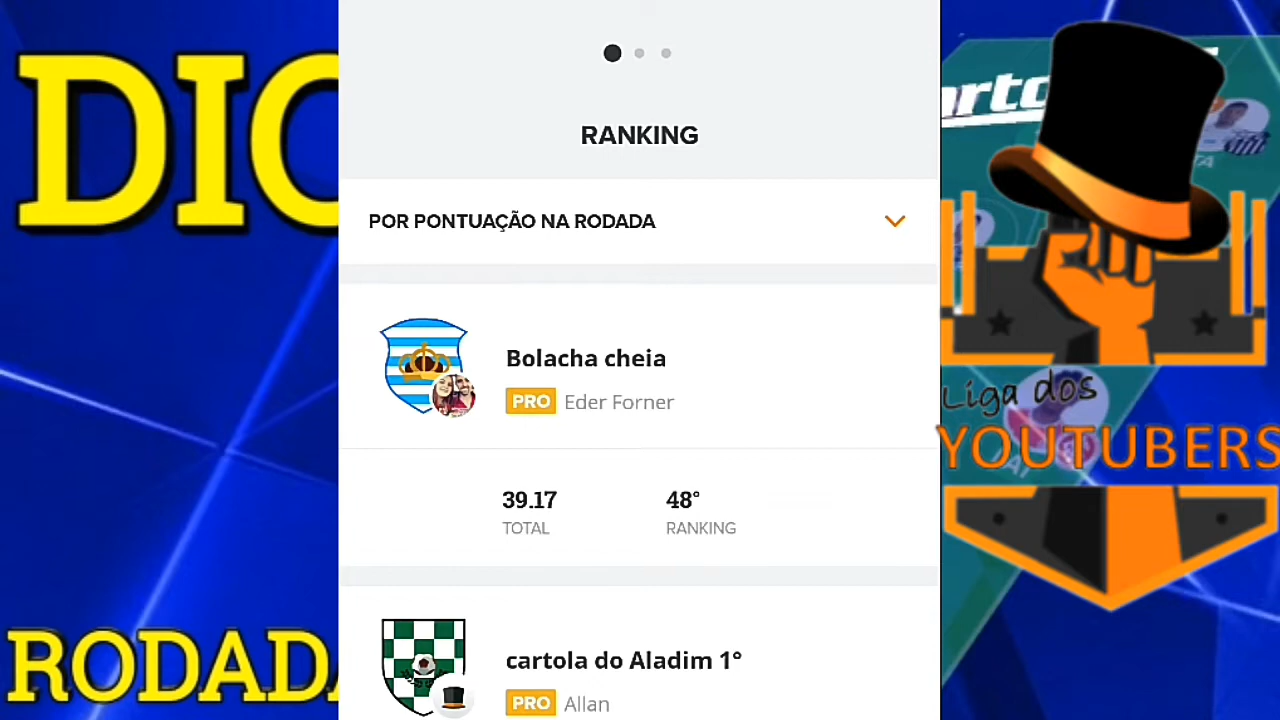 DIC
RANKING
POR PONTUAÇÃO NA RODADA
Bolacha cheia
PRO Eder Forner
39.17 48°
TOTAL RANKING
cartola do Aladim 1°
PRO Allan
RODADA
Liga dos
YOUTUBERS